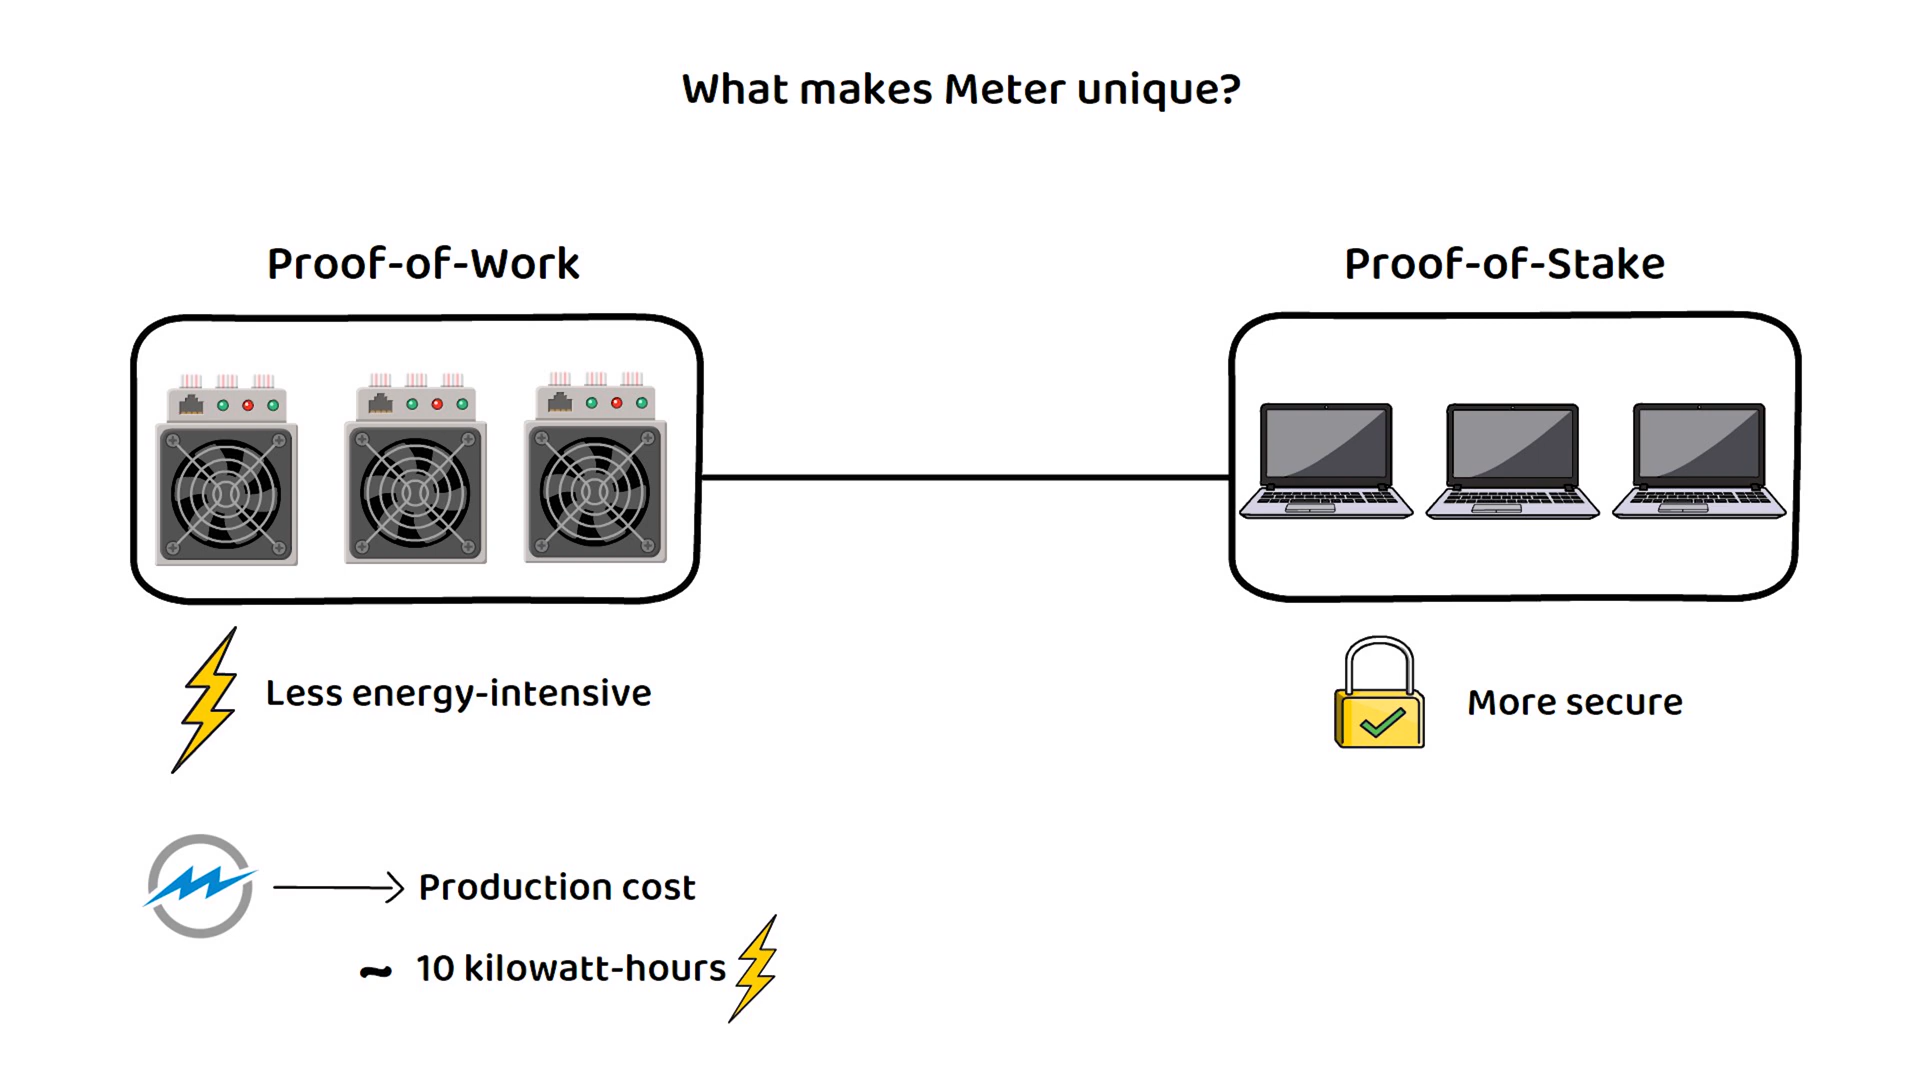 What makes Meter unique?
Proof-of-Work
Proof-of-Stake
Less energy-intensive
More secure
Production cost
~ 10 kilowatt-hours